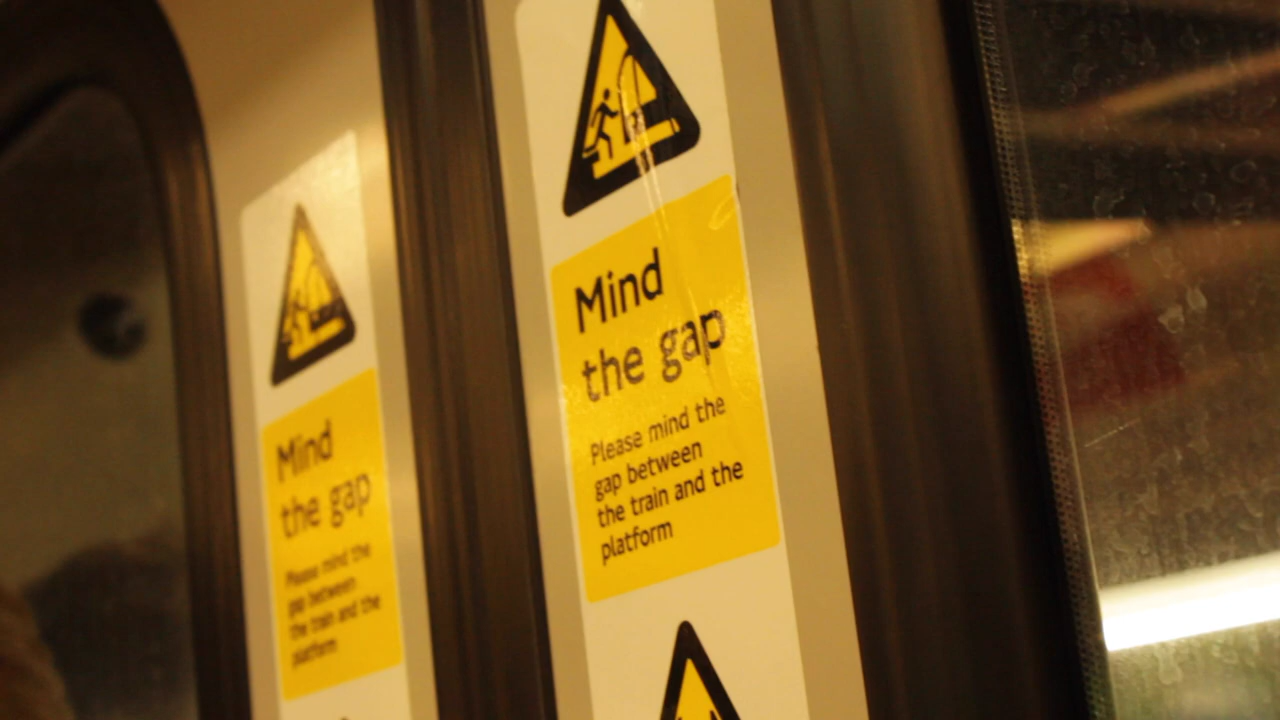 Mind
the gap
Please mind the
gap between
the train and the
platform
Mind
the gap
Please mind the
gap between
the train and the
platform